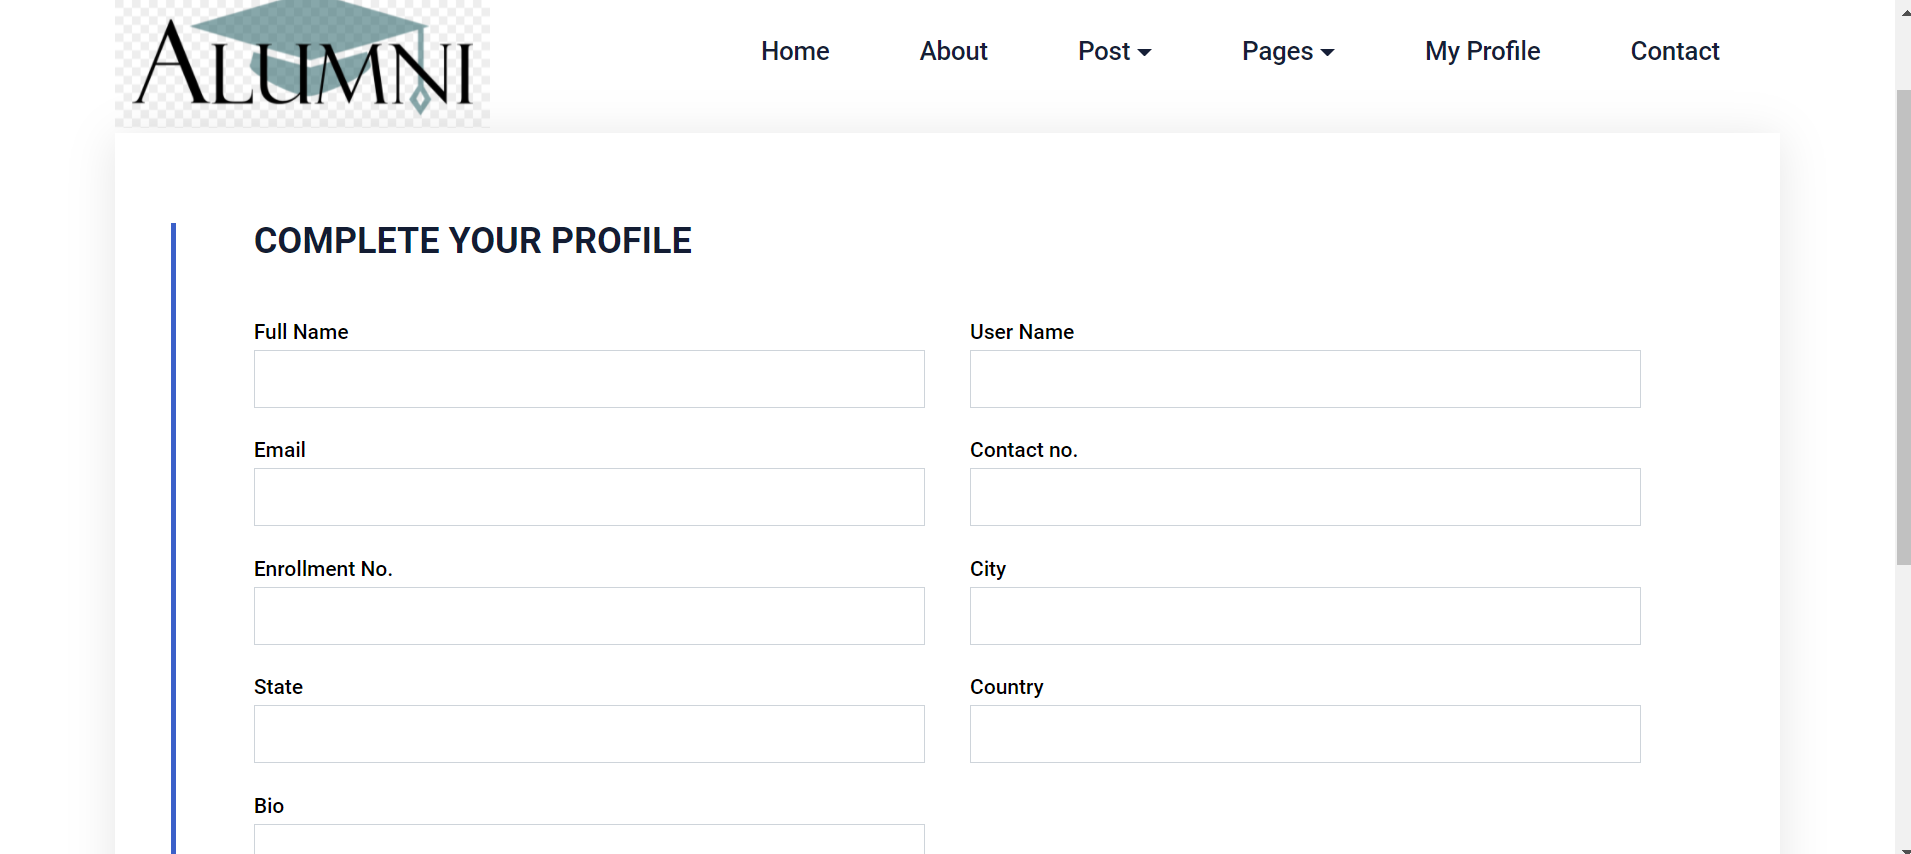 ALUMNI
Home About Post Pages My Profile Contact
COMPLETE YOUR PROFILE
Full Name User Name
Email Contact no.
Enrollment No. City
State Country
Bio